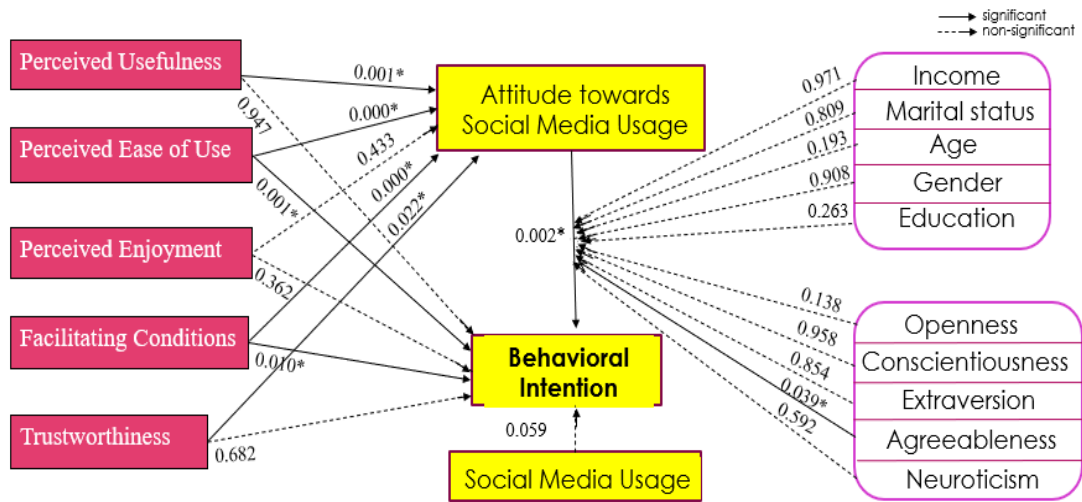 significant
non-significant
Perceived Usefulness
Perceived Ease of Use
Perceived Enjoyment
Facilitating Conditions
Trustworthiness
0.001*
0.947
0.000*
0.001*
0.433
0.362
0.000*
0.010*
0.022*
0.682
Attitude towards
Social Media Usage
0.002*
Behavioral
Intention
0.059
Social Media Usage
0.971
0.809
0.193
0.908
0.263
Income
Marital status
Age
Gender
Education
0.138
0.958
0.854
0.039*
0.592
Openness
Conscientiousness
Extraversion
Agreeableness
Neuroticism